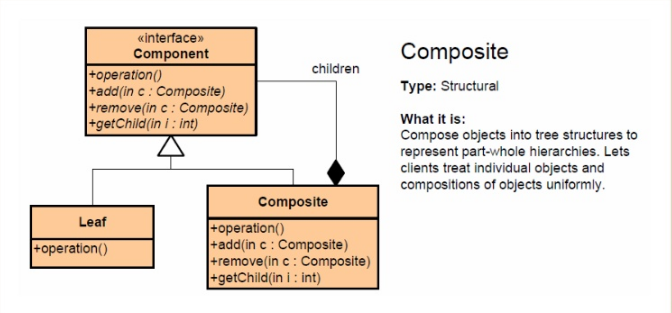 «interface»
Component
+operation()
+add(in c : Composite)
+remove(in c : Composite)
+getChild(in i : int)
children
Leaf
+operation()
Composite
+operation()
+add(in c : Composite)
+remove(in c : Composite)
+getChild(in i : int)
Composite
Type: Structural
What it is:
Compose objects into tree structures to
represent part-whole hierarchies. Lets
clients treat individual objects and
compositions of objects uniformly.